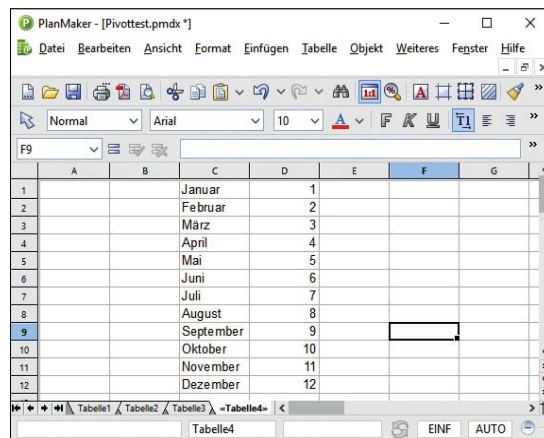 PlanMaker - [Pivottest.pmdx *]
Datei Bearbeiten Ansicht Format Einfügen Tabelle Objekt Weiteres Fenster Hilfe
1:1 A
Normal Arial 10 A F K U T1
F9
A B C D E F G
1 Januar 1
2 Februar 2
3 März 3
4 April 4
5 Mai 5
6 Juni 6
7 Juli 7
8 August 8
9 September 9
10 Oktober 10
11 November 11
12 Dezember 12
Tabelle1 Tabelle2 Tabelle3 «Tabelle4»
Tabelle4 EINF AUTO